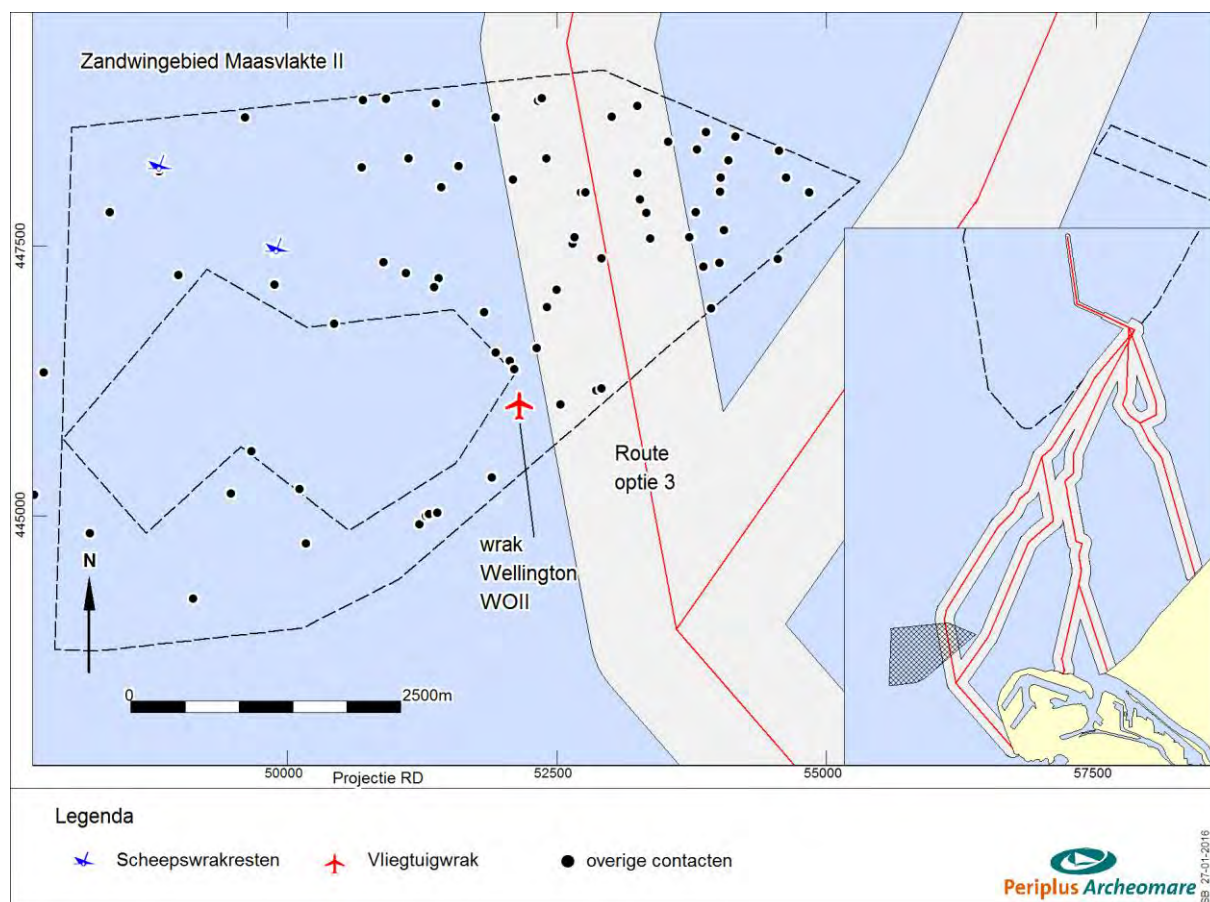 Zandwingebied Maasvlakte II
447500
445000
Route
optie 3
wrak
Wellington
WOII
N
0
2500m
50000
52500
55000
57500
Projectie RD
Legenda
Scheepswrakresten
Vliegtuigwrak
overige contacten
Periplus Archeomare
SB 27-01-2016